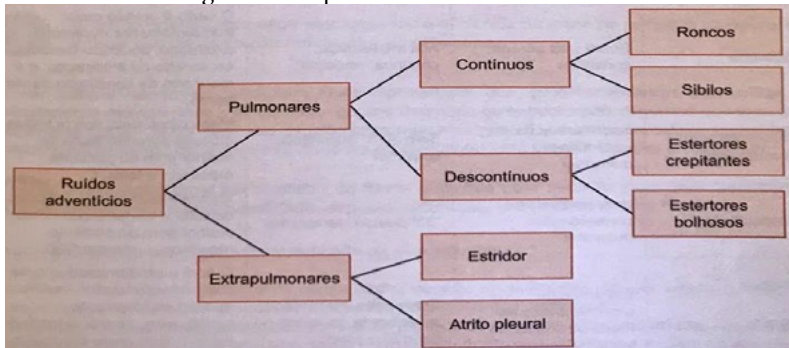 Ruídos
adventícios
Pulmonares
Extrapulmonares
Contínuos
Descontínuos
Estridor
Atrito pleural
Roncos
Sibilos
Estertores
crepitantes
Estertores
bolhosos